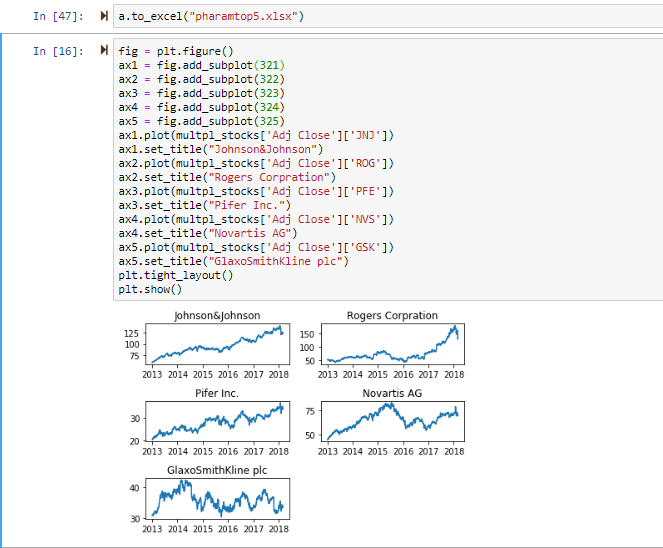 In [47]: a.to_excel("pharamtop5.xlsx")
In [16]: fig = plt.figure()
ax1 = fig.add_subplot(321)
ax2 = fig.add_subplot(322)
ax3 = fig.add_subplot(323)
ax4 = fig.add_subplot(324)
ax5 = fig.add_subplot(325)
ax1.plot(multpl_stocks['Adj Close']['JNJ'])
ax1.set_title("Johnson&Johnson")
ax2.plot(multpl_stocks['Adj Close']['ROG'])
ax2.set_title("Rogers Corpration")
ax3.plot(multpl_stocks['Adj Close']['PFE'])
ax3.set_title("Pifer Inc.")
ax4.plot(multpl_stocks['Adj Close']['NVS'])
ax4.set_title("Novartis AG")
ax5.plot(multpl_stocks['Adj Close']['GSK'])
ax5.set_title("GlaxoSmithKline plc")
plt.tight_layout()
plt.show()
Johnson&Johnson
125
100
75
2013 2014 2015 2016 2017 2018
Rogers Corpration
150
100
50
2013 2014 2015 2016 2017 2018
Pifer Inc.
30
20
2013 2014 2015 2016 2017 2018
Novartis AG
75
50
2013 2014 2015 2016 2017 2018
GlaxoSmithKline plc
40
30
2013 2014 2015 2016 2017 2018